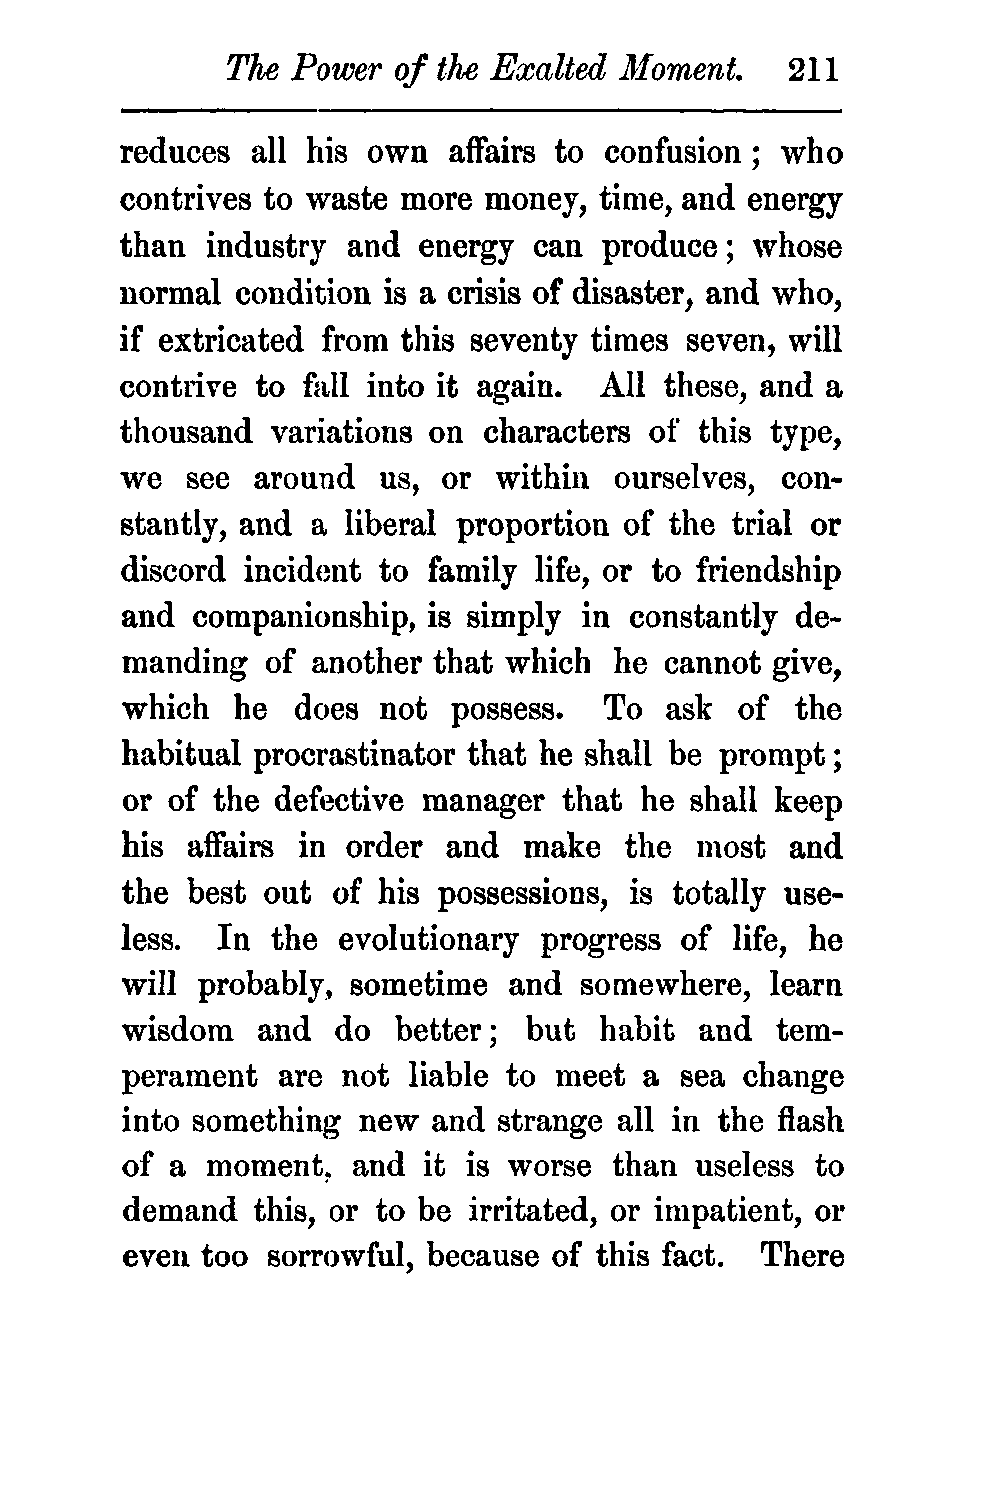 The Power of the Exalted Moment. 211
reduces all his own affairs to confusion; who
contrives to waste more money, time, and energy
than industry and energy can produce; whose
normal condition is a crisis of disaster, and who,
if extricated from this seventy times seven, will
contrive to fall into it again. All these, and a
thousand variations on characters of this type,
we see around us, or within ourselves, con-
stantly, and a liberal proportion of the trial or
discord incident to family life, or to friendship
and companionship, is simply in constantly de-
manding of another that which he cannot give,
which he does not possess. To ask of the
habitual procrastinator that he shall be prompt;
or of the defective manager that he shall keep
his affairs in order and make the most and
the best out of his possessions, is totally use-
less. In the evolutionary progress of life, he
will probably, sometime and somewhere, learn
wisdom and do better; but habit and tem-
perament are not liable to meet a sea change
into something new and strange all in the flash
of a moment, and it is worse than useless to
demand this, or to be irritated, or impatient, or
even too sorrowful, because of this fact. There